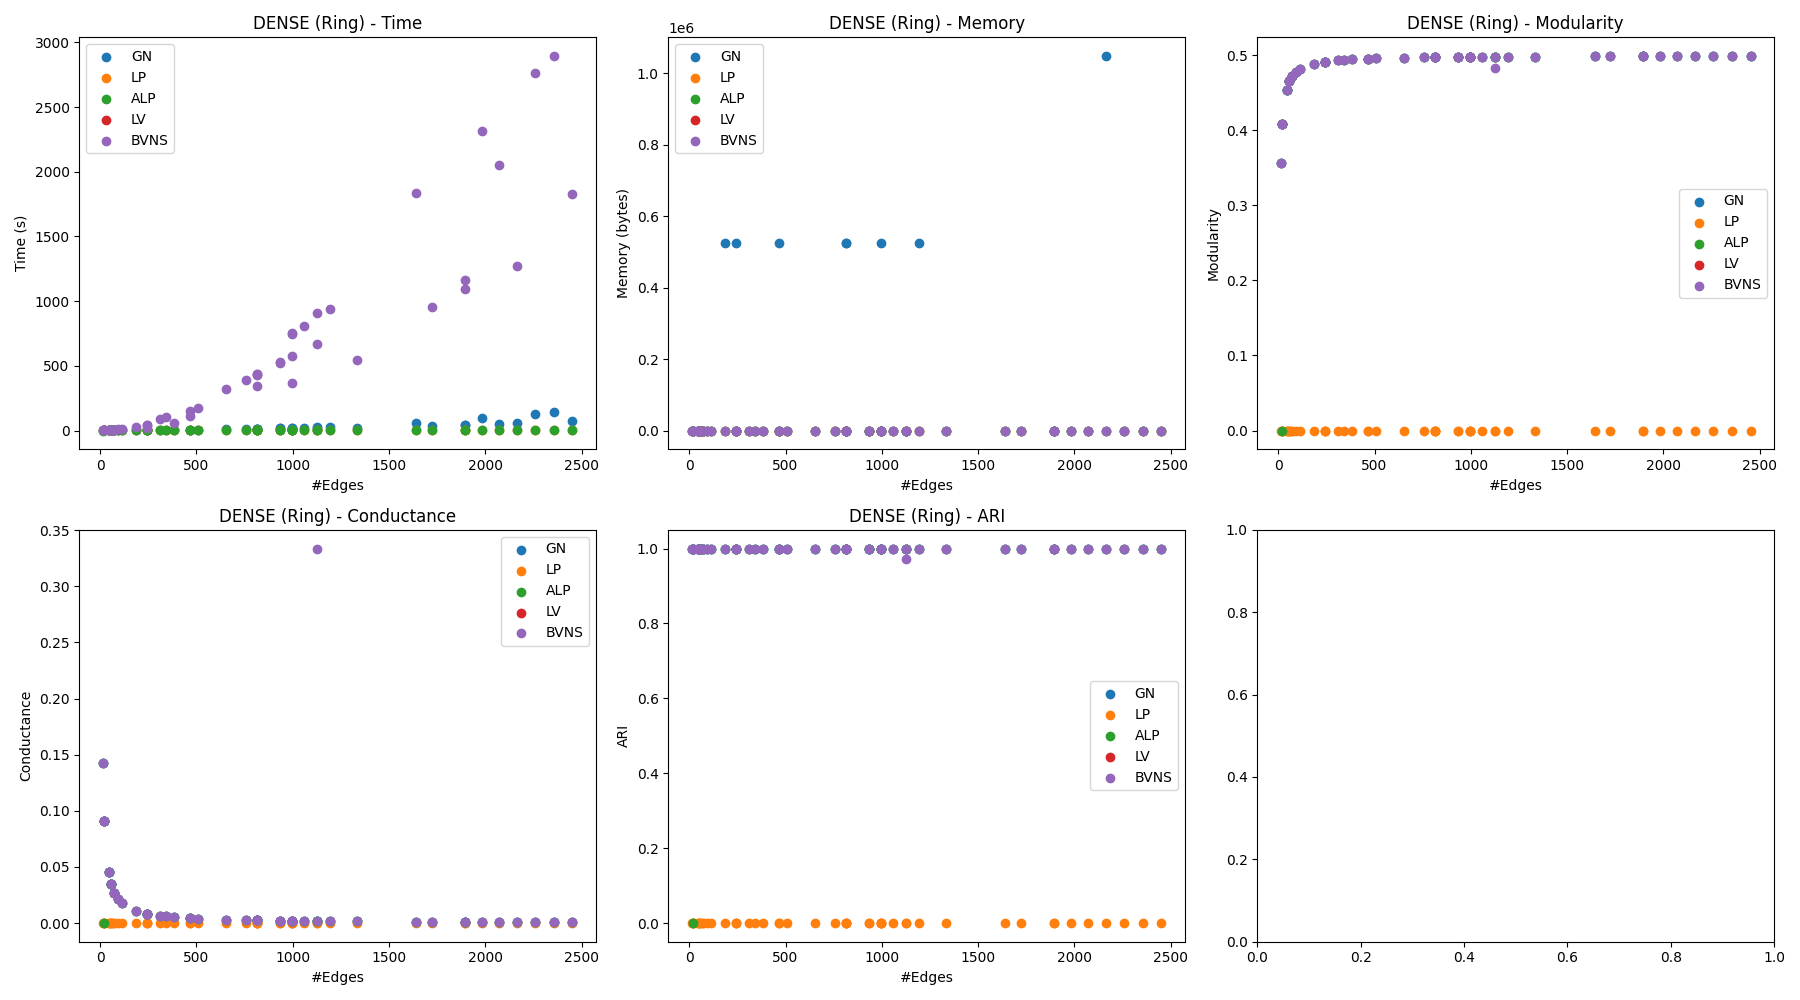 DENSE (Ring) - Time
3000
2500
2000
1500
1000
500
0
Time (s)
GN
LP
ALP
LV
BVNS
0 500 1000 1500 2000 2500
#Edges
DENSE (Ring) - Memory
1e6
1.0
0.8
0.6
0.4
0.2
0.0
Memory (bytes)
GN
LP
ALP
LV
BVNS
0 500 1000 1500 2000 2500
#Edges
DENSE (Ring) - Modularity
0.5
0.4
0.3
0.2
0.1
0.0
Modularity
GN
LP
ALP
LV
BVNS
0 500 1000 1500 2000 2500
#Edges
DENSE (Ring) - Conductance
0.35
0.30
0.25
0.20
0.15
0.10
0.05
0.00
Conductance
GN
LP
ALP
LV
BVNS
0 500 1000 1500 2000 2500
#Edges
DENSE (Ring) - ARI
1.0
0.8
0.6
0.4
0.2
0.0
ARI
GN
LP
ALP
LV
BVNS
0 500 1000 1500 2000 2500
#Edges
1.0
0.8
0.6
0.4
0.2
0.0
0.0 0.2 0.4 0.6 0.8 1.0